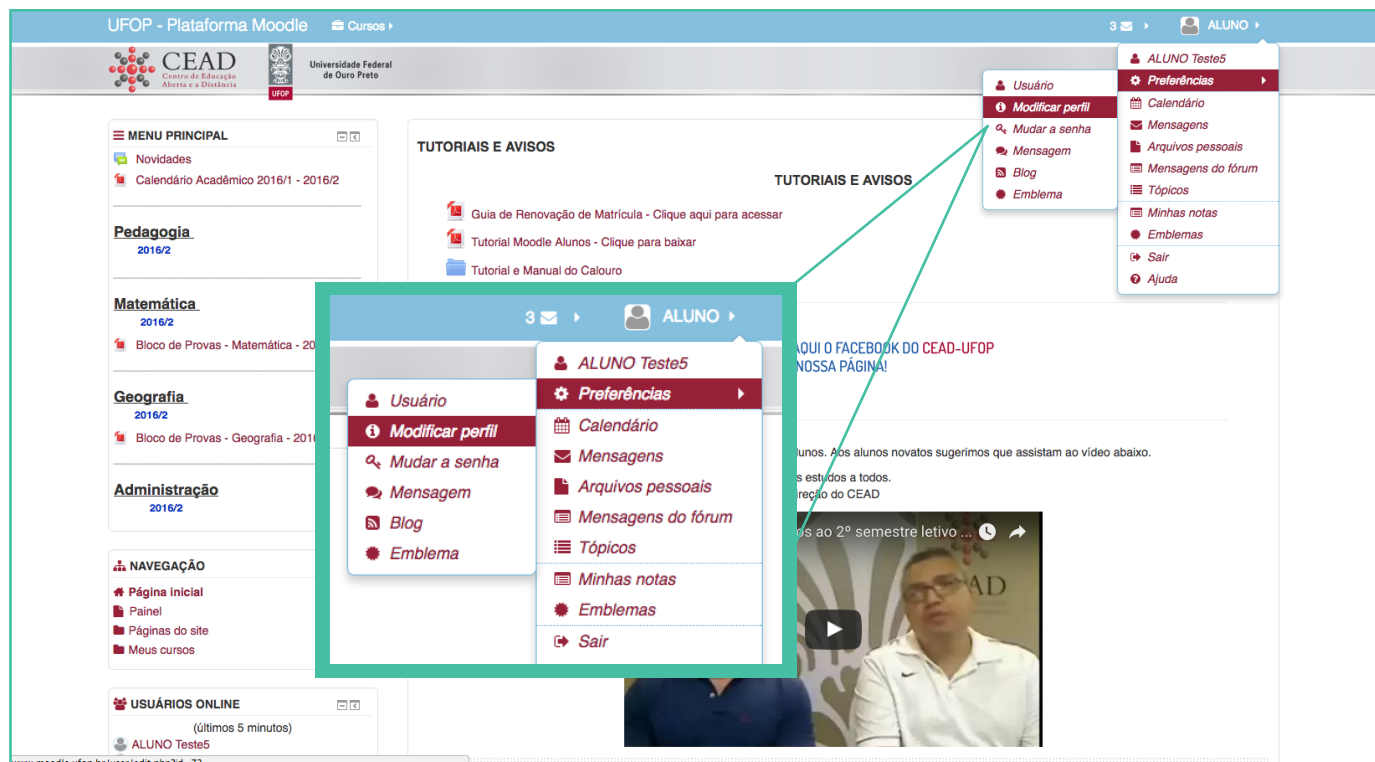 UFOP - Plataforma Moodle Cursos
3 ALUNO
CEAD
Centro de Educação
Aberta e a Distância
UFOP
Universidade Federal
de Ouro Preto
ALUNO Teste5
Preferências
Calendário
Mensagens
Arquivos pessoais
Mensagens do fórum
Tópicos
Minhas notas
Emblemas
Sair
Ajuda
Usuário
Modificar perfil
Mudar a senha
Mensagem
Blog
Emblema
MENU PRINCIPAL
Novidades
Calendário Acadêmico 2016/1 - 2016/2
Pedagogia
2016/2
Matemática
2016/2
Bloco de Provas - Matemática - 20
Geografia
2016/2
Bloco de Provas - Geografia - 2016
Administração
2016/2
NAVEGAÇÃO
Página inicial
Painel
Páginas do site
Meus cursos
USUÁRIOS ONLINE
(últimos 5 minutos)
ALUNO Teste5
TUTORIAIS E AVISOS
TUTORIAIS E AVISOS
Guia de Renovação de Matrícula - Clique aqui para acessar
Tutorial Moodle Alunos - Clique para baixar
Tutorial e Manual do Calouro
AQUI O FACEBOOK DO CEAD-UFOP
NOSSA PÁGINA!
lunos. Aos alunos novatos sugerimos que assistam ao vídeo abaixo.
s estudos a todos.
ireção do CEAD
os ao 2º semestre letivo ...
AD
3 ALUNO
ALUNO Teste5
Preferências
Calendário
Mensagens
Arquivos pessoais
Mensagens do fórum
Tópicos
Minhas notas
Emblemas
Sair
Usuário
Modificar perfil
Mudar a senha
Mensagem
Blog
Emblema